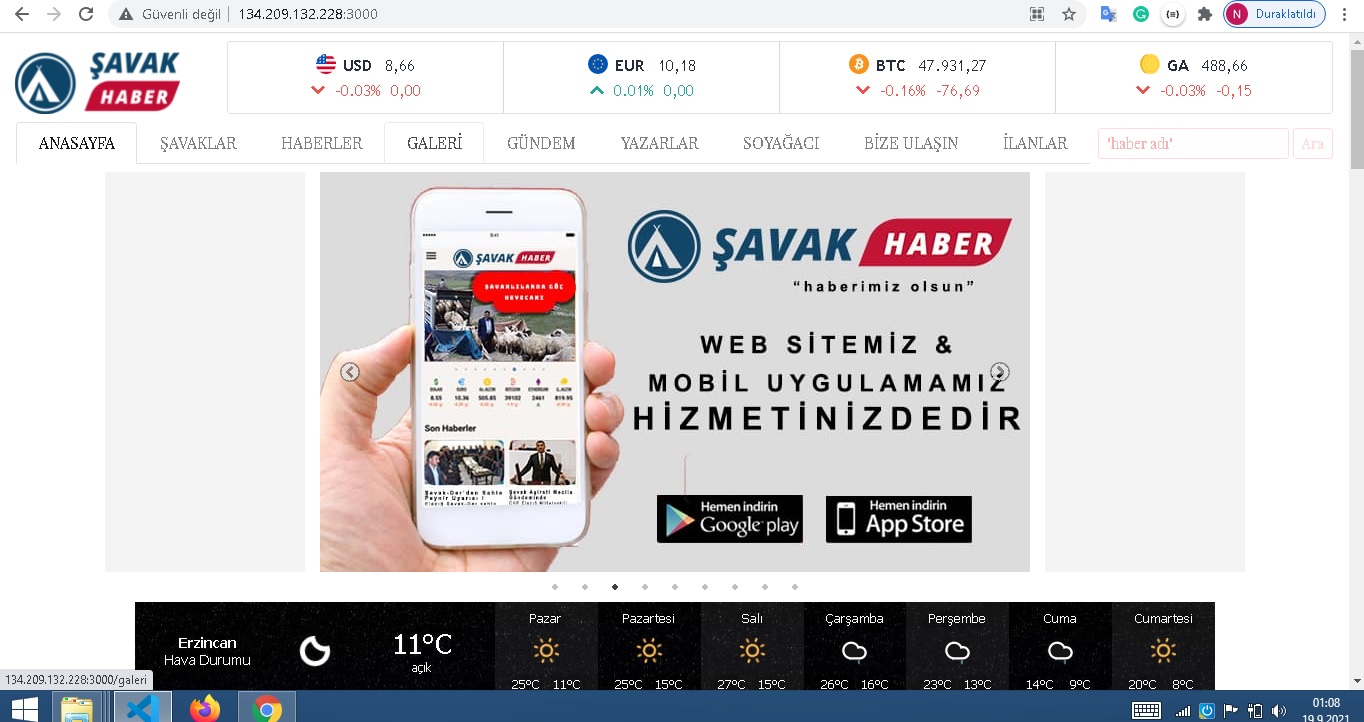 Güvenli değil
134.209.132.228:3000
N
Duraklatıldı
ŞAVAK
HABER
USD 8,66
-0.03% 0,00
EUR 10,18
0.01% 0,00
BTC 47.931,27
-0.16% -76,69
GA 488,66
-0.03% -0,15
ANASAYFA ŞAVAKLAR HABERLER GALERİ GÜNDEM YAZARLAR SOYAĞACI BİZE ULAŞIN İLANLAR
'haber adı'
Ara
ŞAVAK HABER
ŞAVAKLILARDA GÖÇ
HEYECANI
8.55 10.36 505.85 39102 2461 819.95
Son Haberler
Şavak-Der'den Sahte
Peynir Uyarısı !
Şavak Aşireti Meclis
Gündeminde
ŞAVAK HABER
“haberimiz olsun”
WEB SİTEMİZ &
MOBİL UYGULAMAMIZ
HİZMETİNİZDEDİR
Hemen indirin
Google play
Hemen indirin
App Store
Erzincan
Hava Durumu
11°C
açık
Pazar
25°C 11°C
Pazartesi
25°C 15°C
Salı
27°C 15°C
Çarşamba
26°C 16°C
Perşembe
23°C 13°C
Cuma
14°C 9°C
Cumartesi
20°C 8°C
134.209.132.228:3000/galeri
01:08
19.9.2021